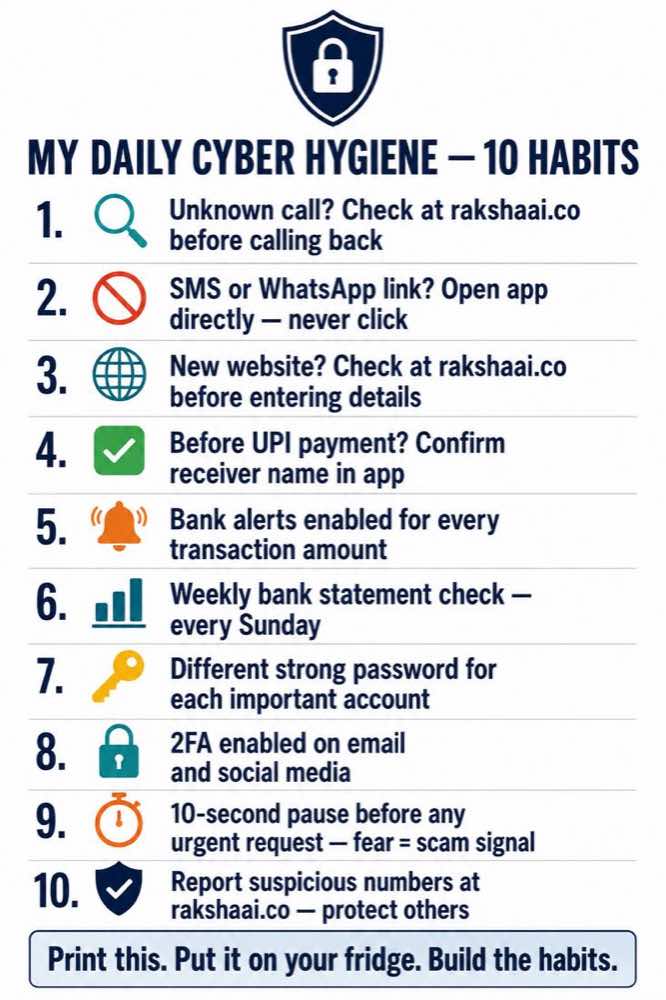 MY DAILY CYBER HYGIENE — 10 HABITS
1. Unknown call? Check at rakshaai.co
before calling back
2. SMS or WhatsApp link? Open app
directly — never click
3. New website? Check at rakshaai.co
before entering details
4. Before UPI payment? Confirm
receiver name in app
5. Bank alerts enabled for every
transaction amount
6. Weekly bank statement check —
every Sunday
7. Different strong password for
each important account
8. 2FA enabled on email
and social media
9. 10-second pause before any
urgent request — fear = scam signal
10. Report suspicious numbers at
rakshaai.co — protect others
Print this. Put it on your fridge. Build the habits.